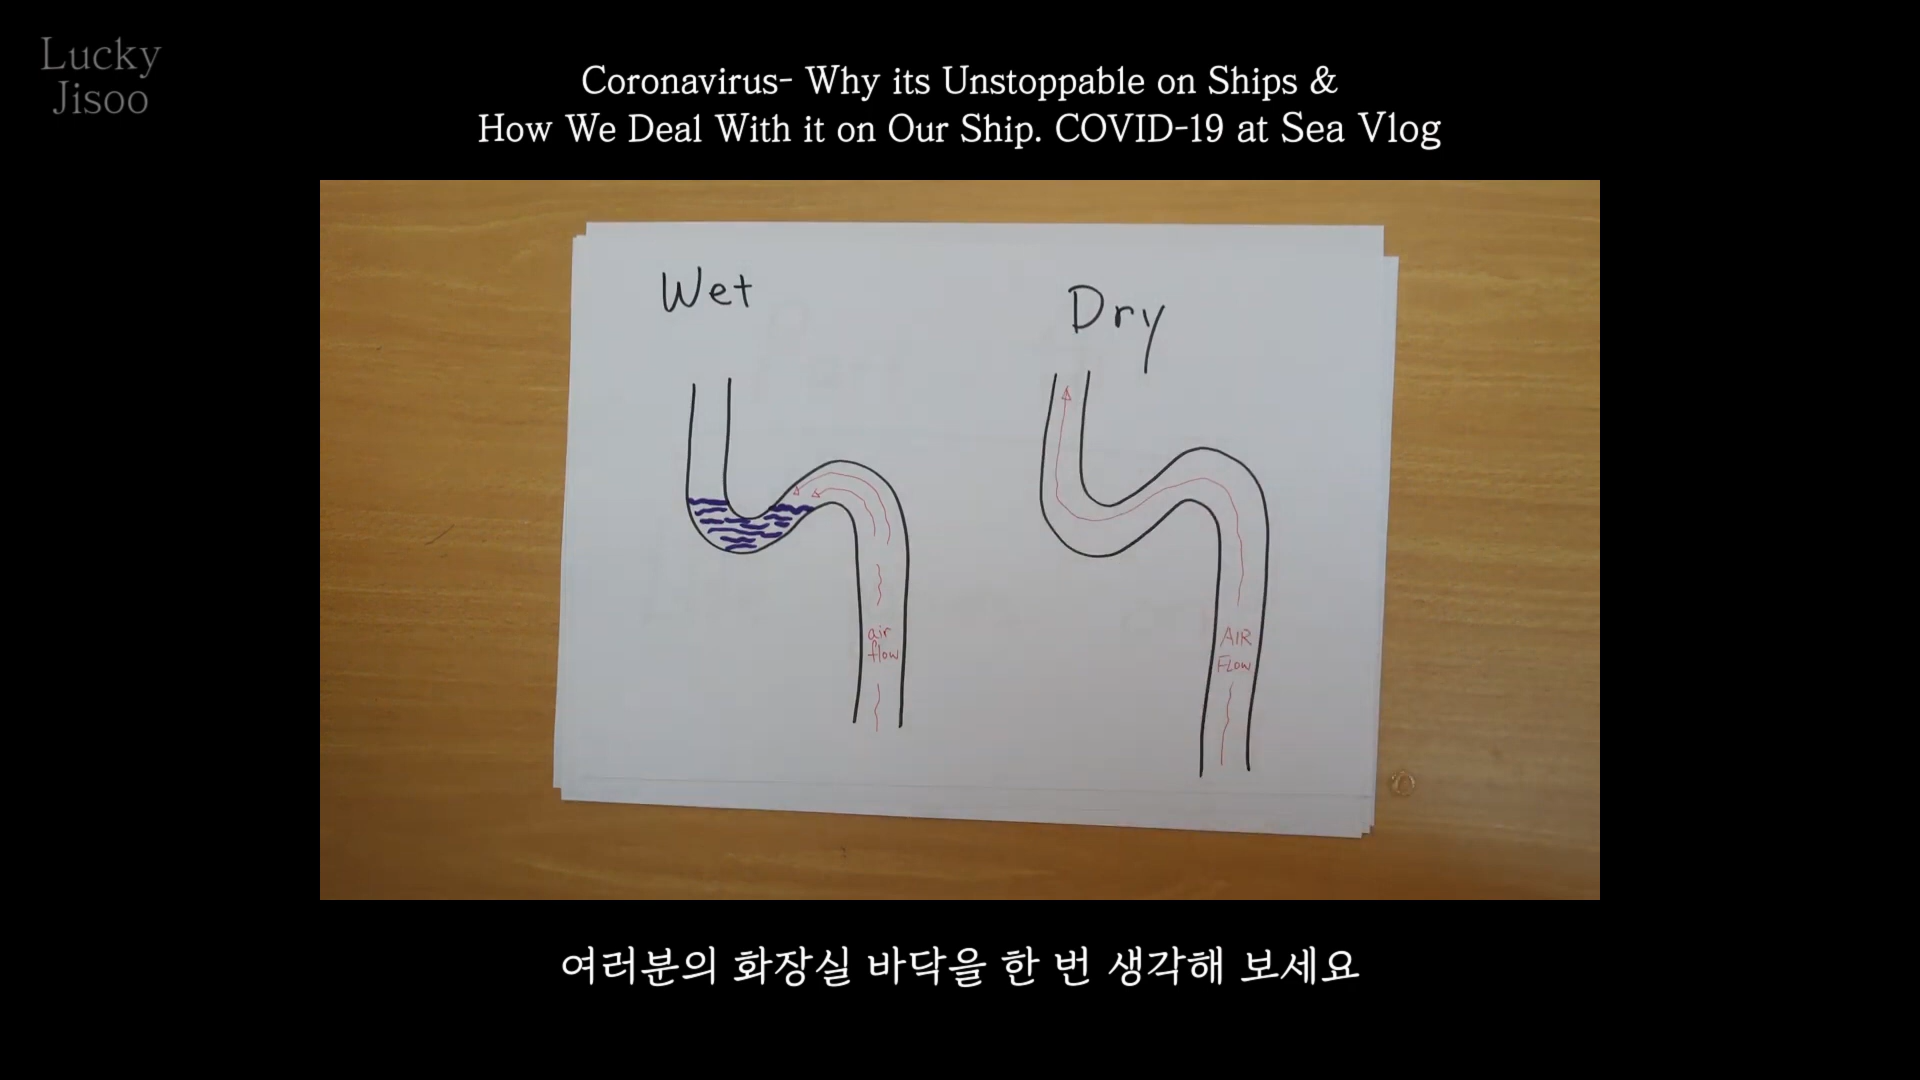 Lucky
Jisoo
Coronavirus- Why its Unstoppable on Ships &
How We Deal With it on Our Ship. COVID-19 at Sea Vlog
Wet
Dry
air
flow
AIR
FLOW
여러분의 화장실 바닥을 한 번 생각해 보세요